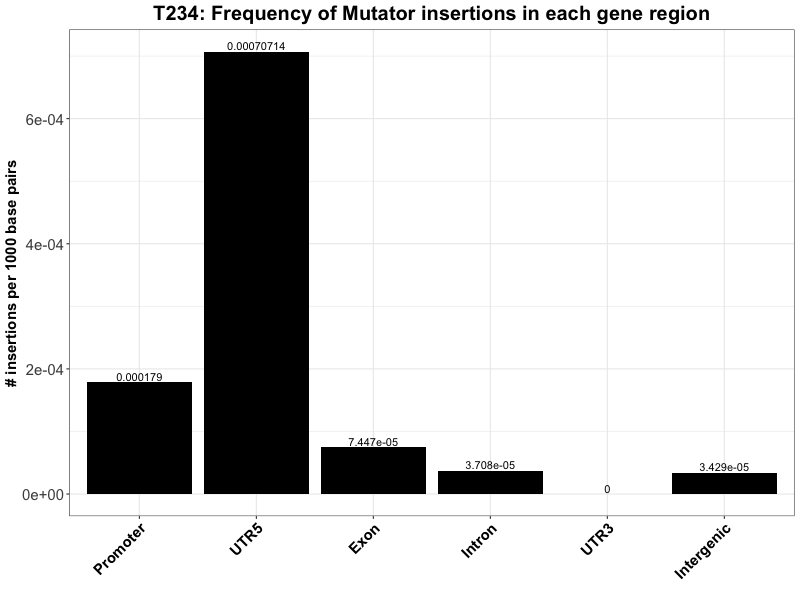 T234: Frequency of Mutator insertions in each gene region
# insertions per 1000 base pairs
6e-04
4e-04
2e-04
0e+00
0.000179
0.00070714
7.447e-05
3.708e-05
0
3.429e-05
Promoter
UTR5
Exon
Intron
UTR3
Intergenic